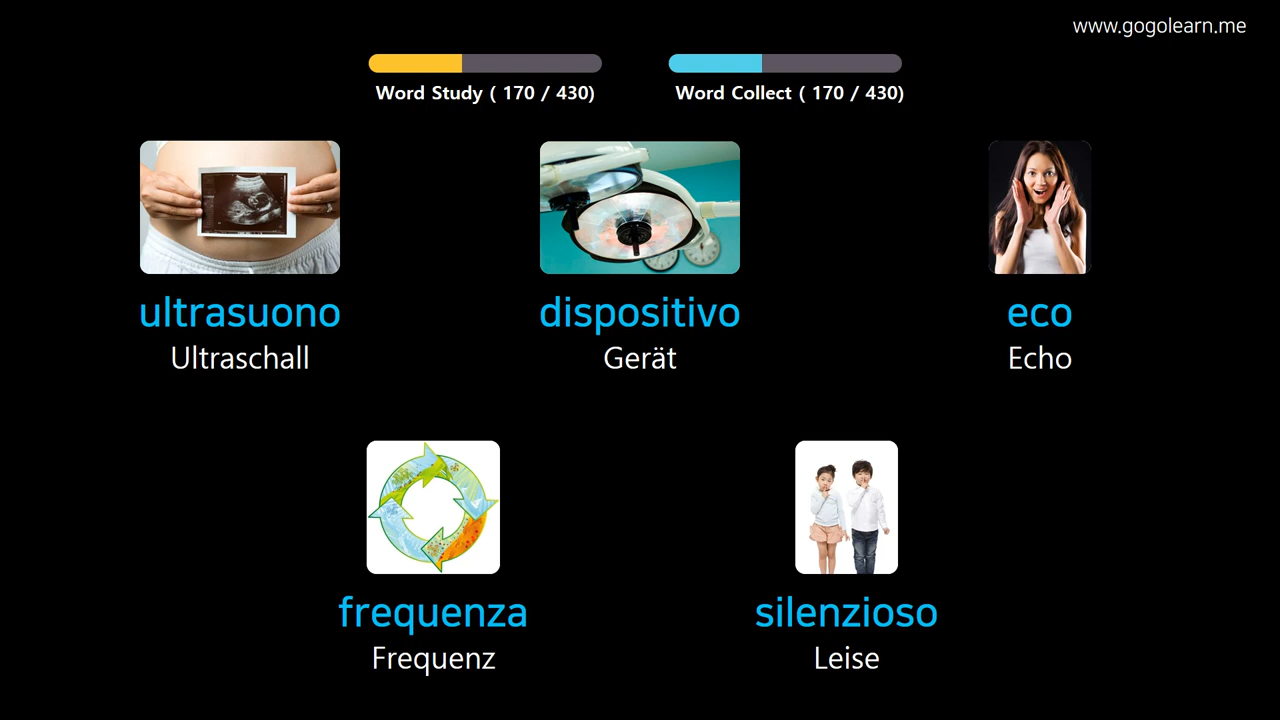 www.gogolearn.me
Word Study ( 170 / 430)
Word Collect ( 170 / 430)
ultrasuono
Ultraschall
dispositivo
Gerät
eco
Echo
frequenza
Frequenz
silenzioso
Leise